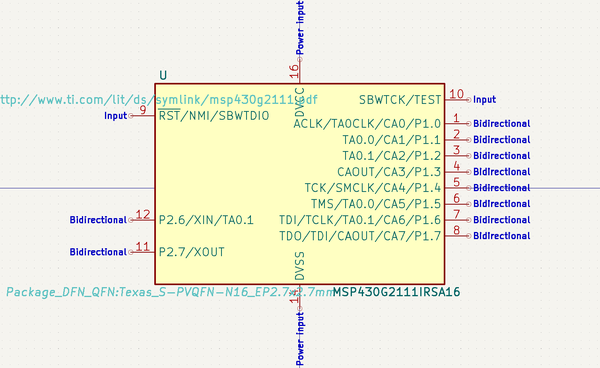 Power input
16
U
ttp://www.ti.com/lit/ds/symlink/msp430g2111.pdf
DVCC
SBWTCK/TEST 10 Input
Input 9 RST/NMI/SBWTDIO
ACLK/TA0CLK/CA0/P1.0 1 Bidirectional
TA0.0/CA1/P1.1 2 Bidirectional
TA0.1/CA2/P1.2 3 Bidirectional
CAOUT/CA3/P1.3 4 Bidirectional
TCK/SMCLK/CA4/P1.4 5 Bidirectional
TMS/TA0.0/CA5/P1.5 6 Bidirectional
Bidirectional 12 P2.6/XIN/TA0.1
TDI/TCLK/TA0.1/CA6/P1.6 7 Bidirectional
TDO/TDI/CAOUT/CA7/P1.7 8 Bidirectional
Bidirectional 11 P2.7/XOUT
DVSS
Package_DFN_QFN:Texas_S-PVQFN-N16_EP2.7x2.7mm
MSP430G2111IRSA16
Power input